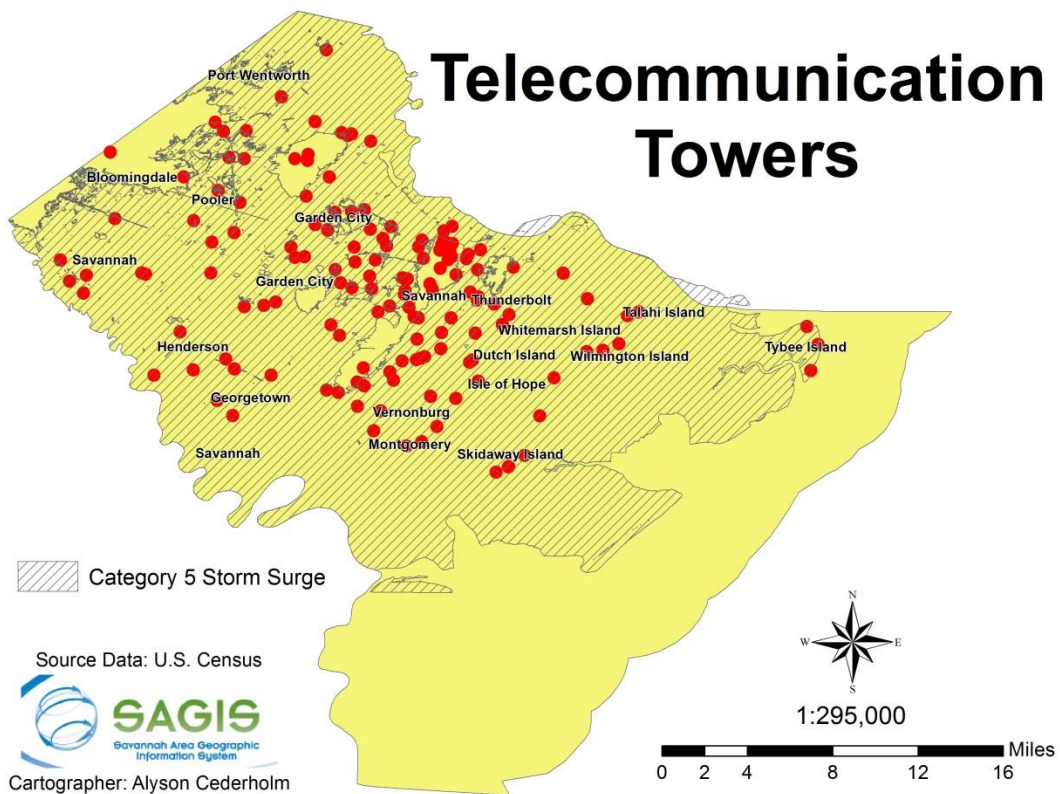 Telecommunication
Towers
Port Wentworth
Bloomingdale
Pooler
Garden City
Savannah
Garden City
Savannah
Thunderbolt
Talahi Island
Whitemarsh Island
Henderson
Dutch Island
Wilmington Island
Tybee Island
Isle of Hope
Georgetown
Vernonburg
Montgomery
Savannah
Skidaway Island
Category 5 Storm Surge
Source Data: U.S. Census
SAGIS
Savannah Area Geographic
Information System
Cartographer: Alyson Cederholm
N
W E
S
1:295,000
Miles
0 2 4 8 12 16